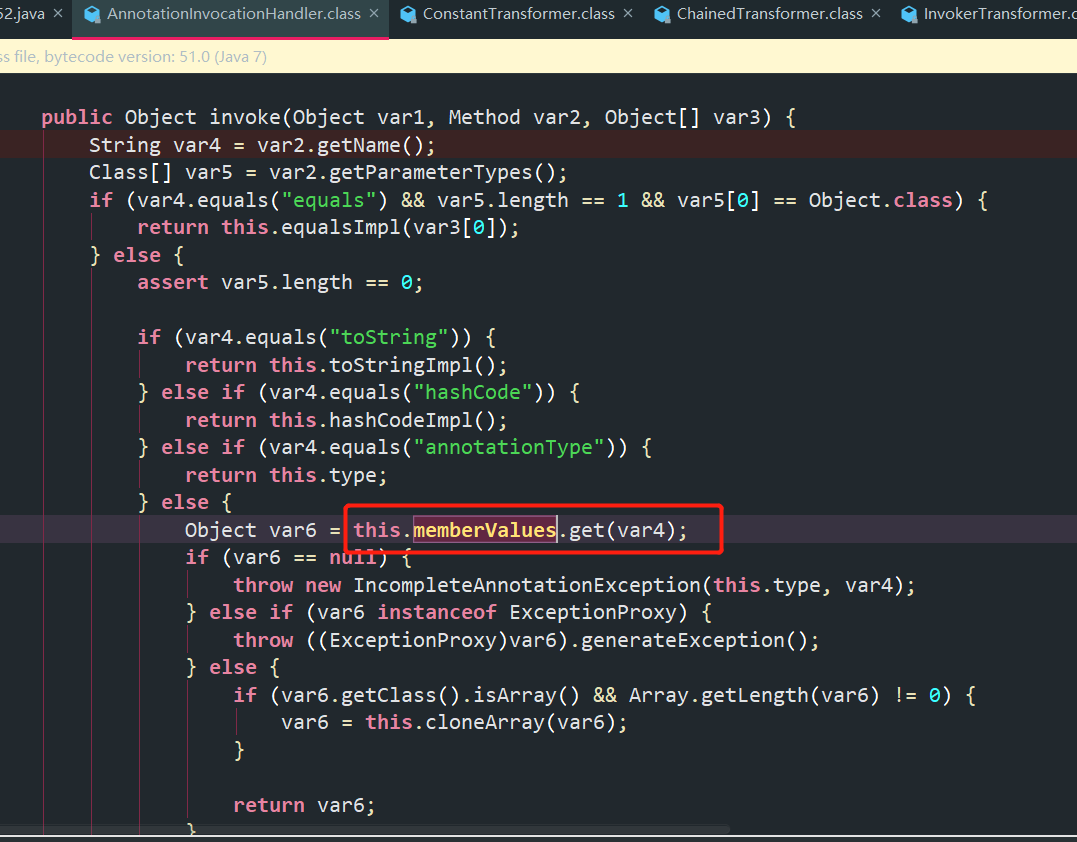 52.java × AnnotationInvocationHandler.class × ConstantTransformer.class × ChainedTransformer.class × InvokerTransformer.c
ss file, bytecode version: 51.0 (Java 7)
public Object invoke(Object var1, Method var2, Object[] var3) {
String var4 = var2.getName();
Class[] var5 = var2.getParameterTypes();
if (var4.equals("equals") && var5.length == 1 && var5[0] == Object.class) {
return this.equalsImpl(var3[0]);
} else {
assert var5.length == 0;
if (var4.equals("toString")) {
return this.toStringImpl();
} else if (var4.equals("hashCode")) {
return this.hashCodeImpl();
} else if (var4.equals("annotationType")) {
return this.type;
} else {
Object var6 = this.memberValues.get(var4);
if (var6 == null) {
throw new IncompleteAnnotationException(this.type, var4);
} else if (var6 instanceof ExceptionProxy) {
throw ((ExceptionProxy)var6).generateException();
} else {
if (var6.getClass().isArray() && Array.getLength(var6) != 0) {
var6 = this.cloneArray(var6);
}
return var6;
}